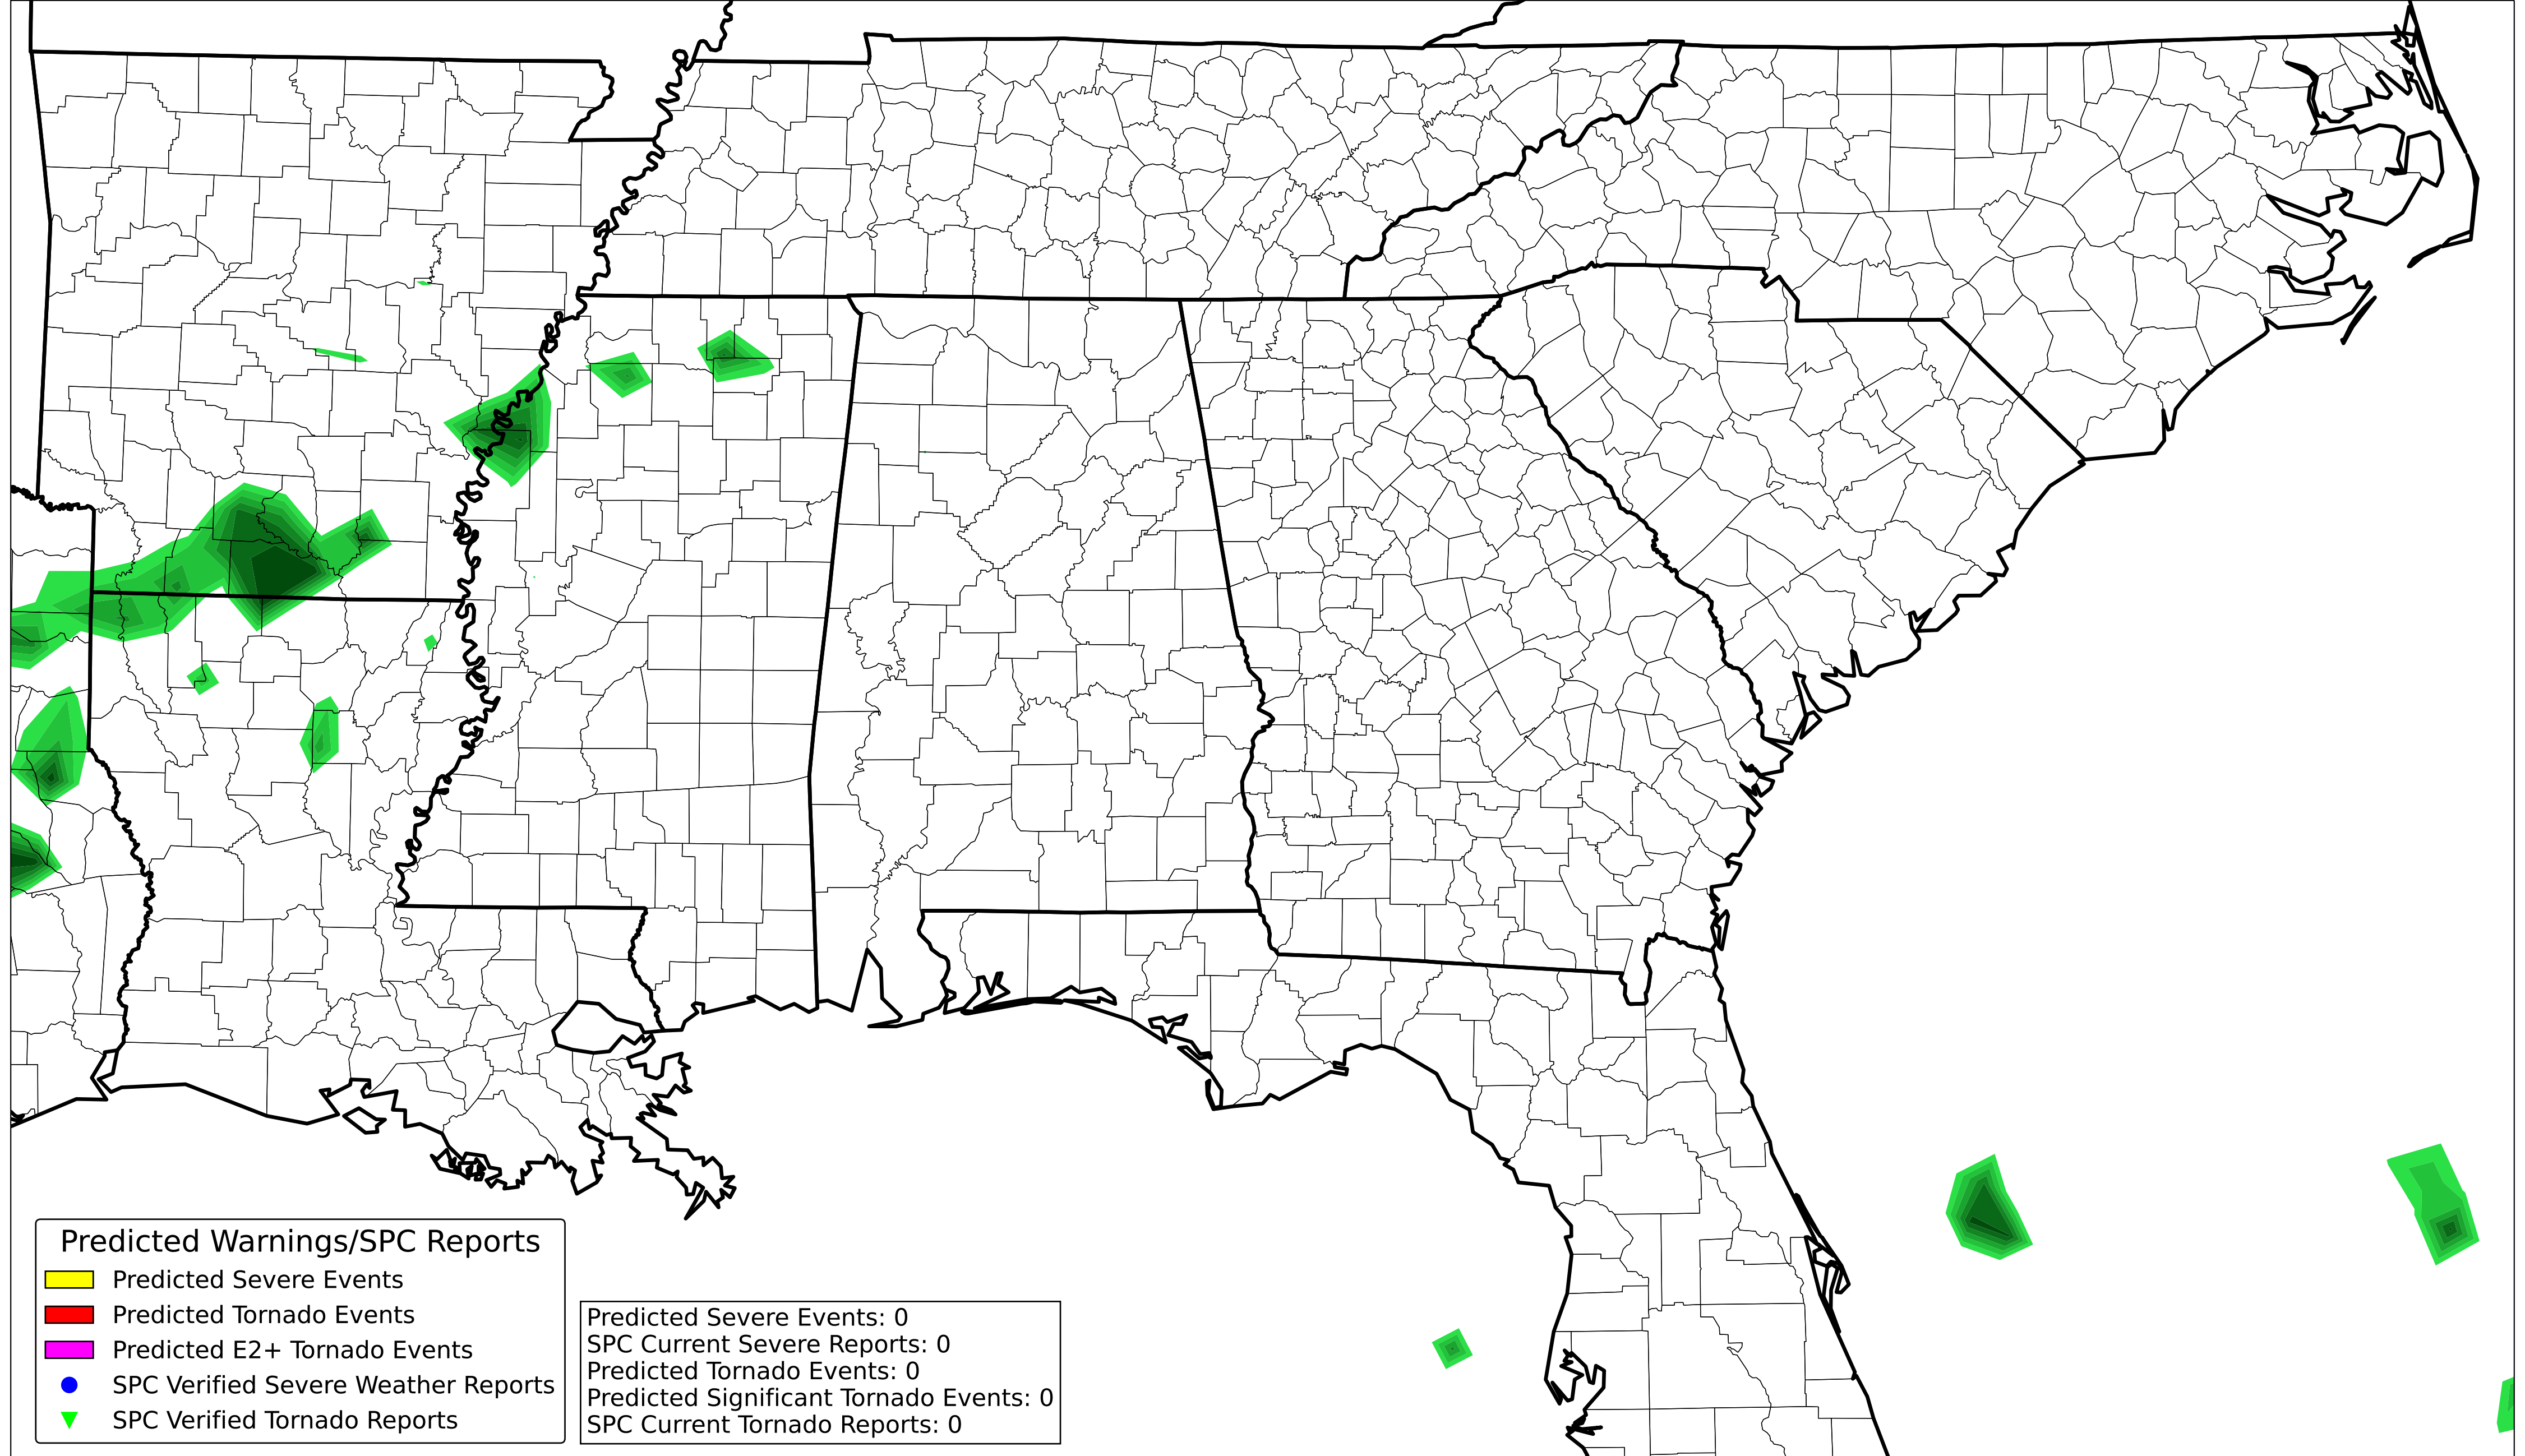 Predicted Warnings/SPC Reports
Predicted Severe Events
Predicted Tornado Events
Predicted E2+ Tornado Events
SPC Verified Severe Weather Reports
SPC Verified Tornado Reports
Predicted Severe Events: 0
SPC Current Severe Reports: 0
Predicted Tornado Events: 0
Predicted Significant Tornado Events: 0
SPC Current Tornado Reports: 0